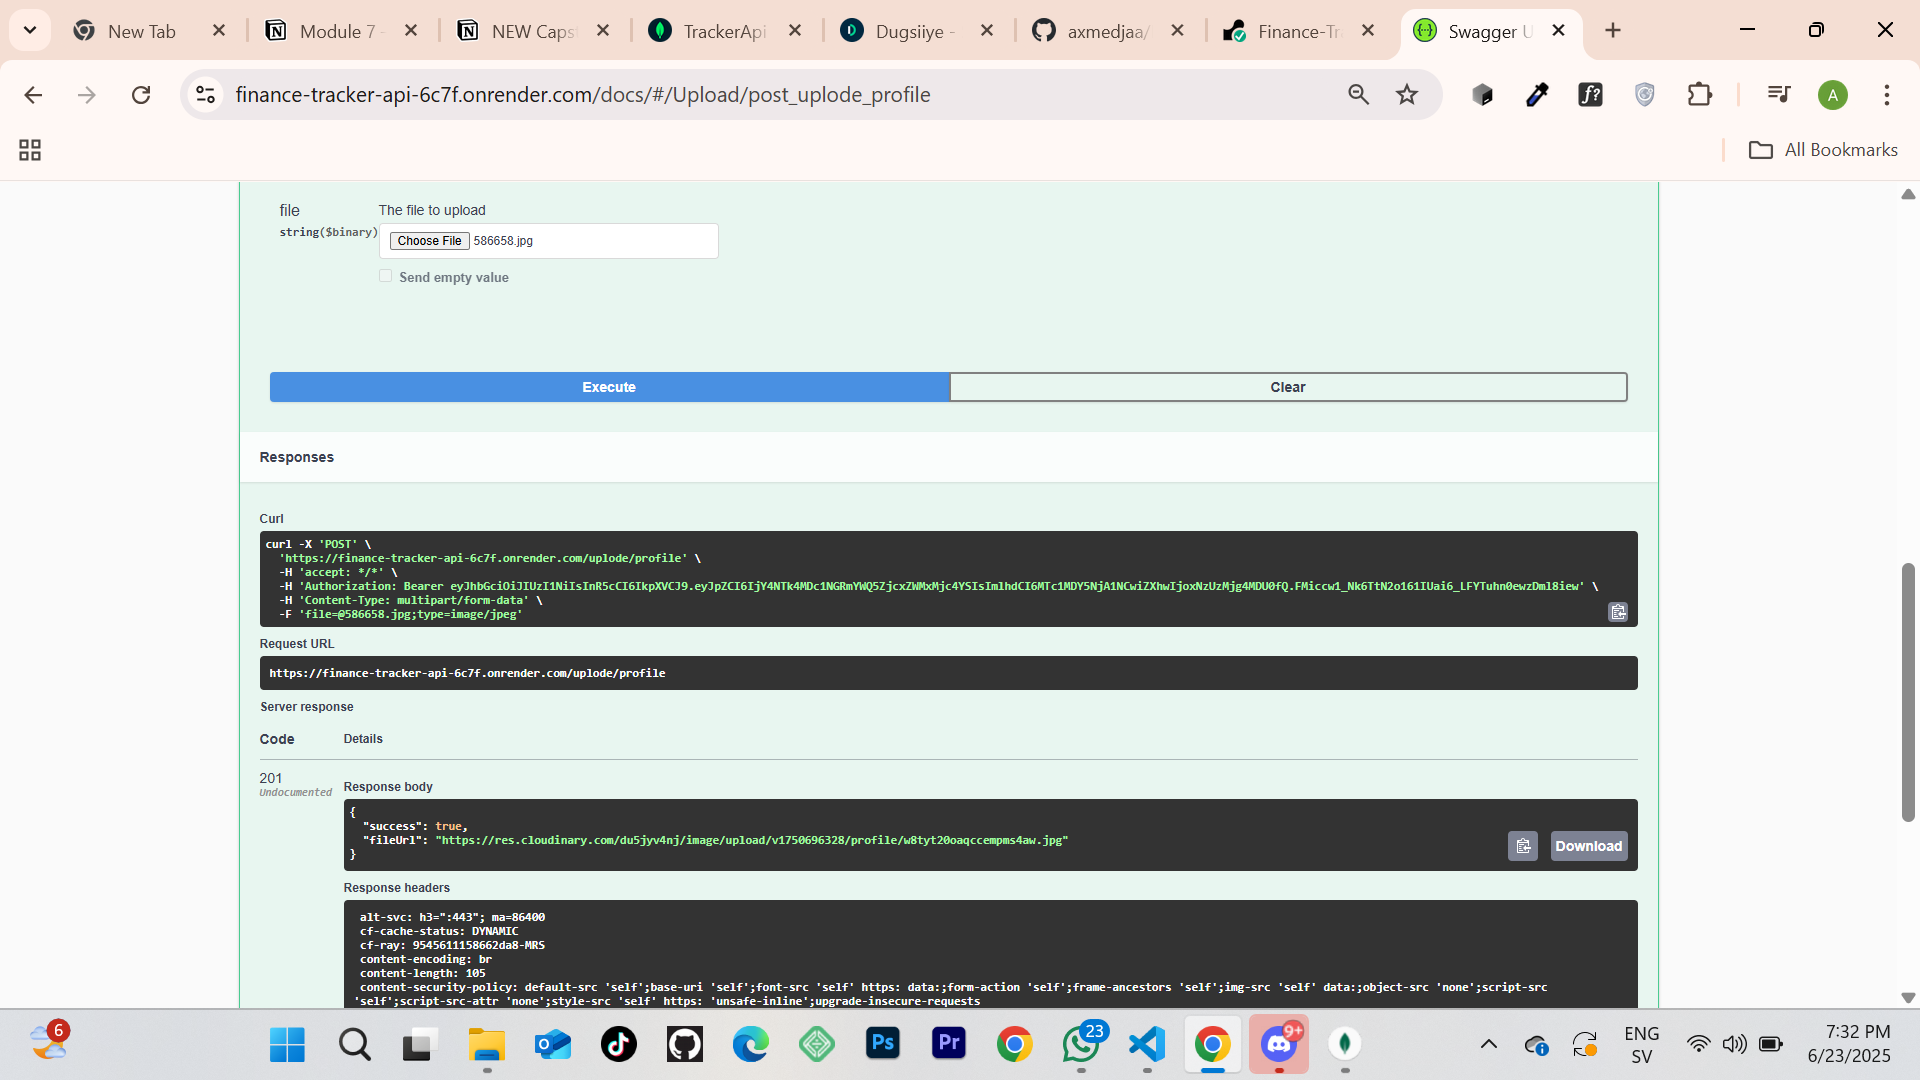 New Tab
Module 7 -
NEW Caps
TrackerApi
Dugsiiye -
axmedjaa/
Finance-Tr
Swagger U
finance-tracker-api-6c7f.onrender.com/docs/#/Upload/post_uplode_profile
A
All Bookmarks
file
string($binary)
The file to upload
Choose File 586658.jpg
Send empty value
Execute
Clear
Responses
Curl
curl -X 'POST' \
'https://finance-tracker-api-6c7f.onrender.com/uplode/profile' \
-H 'accept: */*' \
-H 'Authorization: Bearer eyJhbGciOiJIUzI1NiIsInR5cCI6IkpXVCJ9.eyJpZCI6IjY4NTk4MDc1NGRmYWQ5ZjcxZWMxMjc4YSIsImlhdCI6MTc1MDY5NjA1NCwiZXhwIjoxNzUzMjg4MDU0fQ.FMiccw1_Nk6TtN2o161IUai6_LFYTuhn0ewzDml8iew' \
-H 'Content-Type: multipart/form-data' \
-F 'file=@586658.jpg;type=image/jpeg'
Request URL
https://finance-tracker-api-6c7f.onrender.com/uplode/profile
Server response
Code
Details
201
Undocumented
Response body
{
"success": true,
"fileUrl": "https://res.cloudinary.com/du5jyv4nj/image/upload/v1750696328/profile/w8tyt20oaqccempms4aw.jpg"
}
Download
Response headers
alt-svc: h3=":443"; ma=86400
cf-cache-status: DYNAMIC
cf-ray: 9545611158662da8-MRS
content-encoding: br
content-length: 105
content-security-policy: default-src 'self';base-uri 'self';font-src 'self' https: data:;form-action 'self';frame-ancestors 'self';img-src 'self' data:;object-src 'none';script-src
'self';script-src-attr 'none';style-src 'self' https: 'unsafe-inline';upgrade-insecure-requests
6
Ps
Pr
23
9+
ENG
SV
7:32 PM
6/23/2025